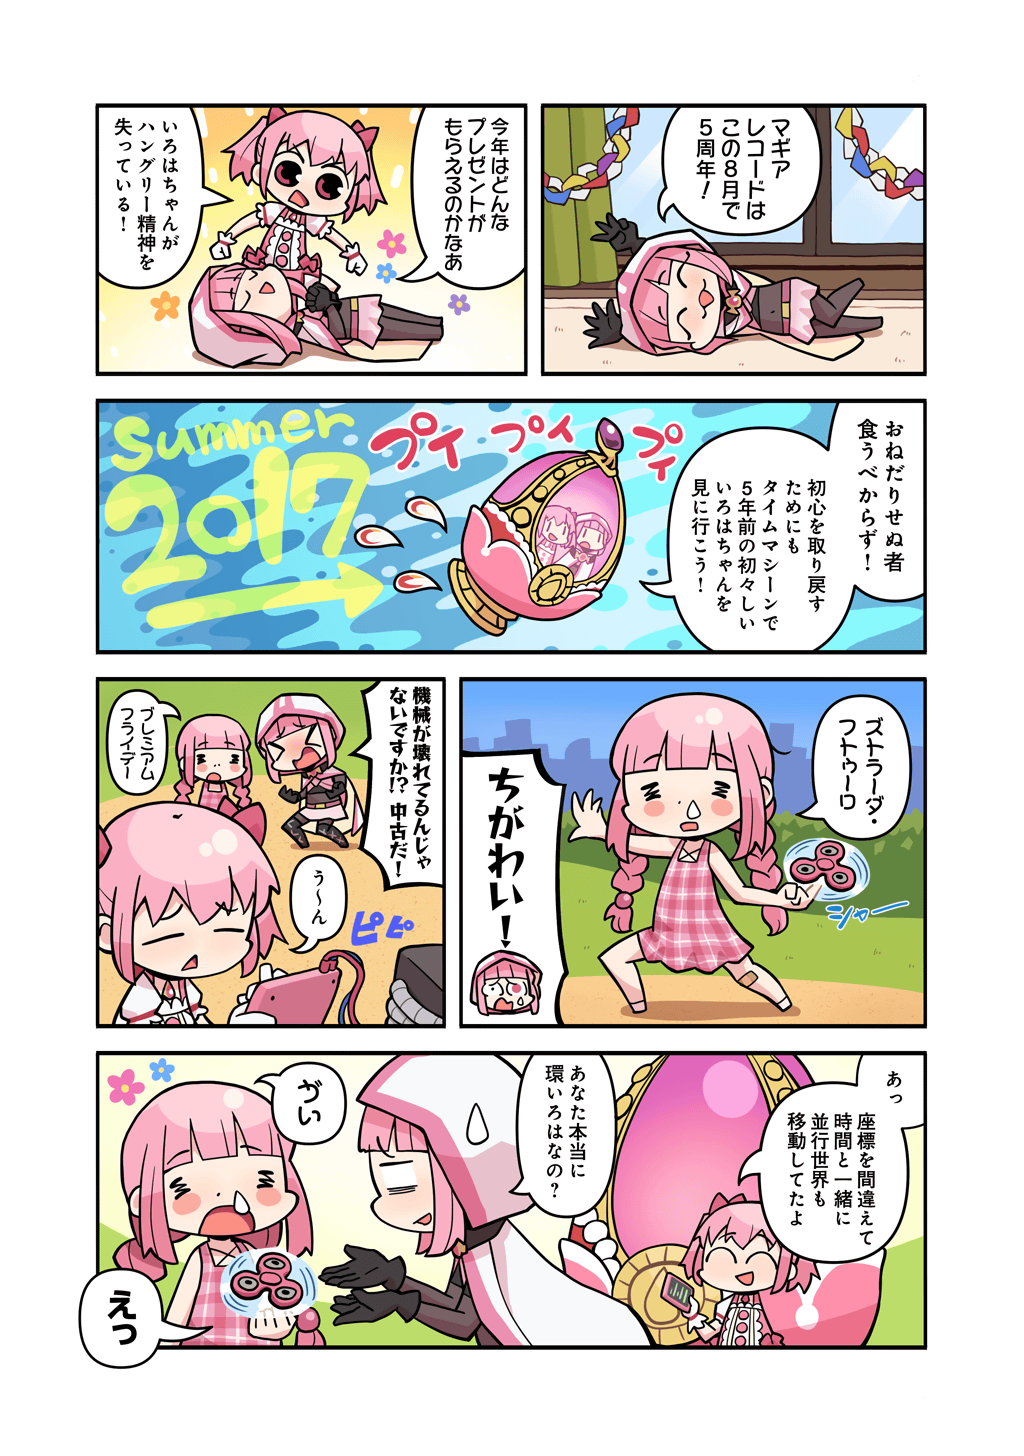 マギア
レコードは
この8月で
5周年！
今年はどんな
プレゼントが
もらえるのかなあ
いろはちゃんが
ハングリー精神を
失っている！
おねだりせぬ者
食うべからず！
初心を取り戻す
ためにも
タイムマシーンで
5年前の初々しい
いろはちゃんを
見に行こう！
プイ
プイ
プイ
Summer
2017
ズトラーダ・
フトゥーロ
シャー
ちがわい！
機械が壊れてるんじゃ
ないですか!? 中古だ！
プレミアム
フライデー
う〜ん
ピピ
あっ
座標を間違えて
時間と一緒に
並行世界も
移動してたよ
あなた本当に
環いろはなの？
がい
えっ